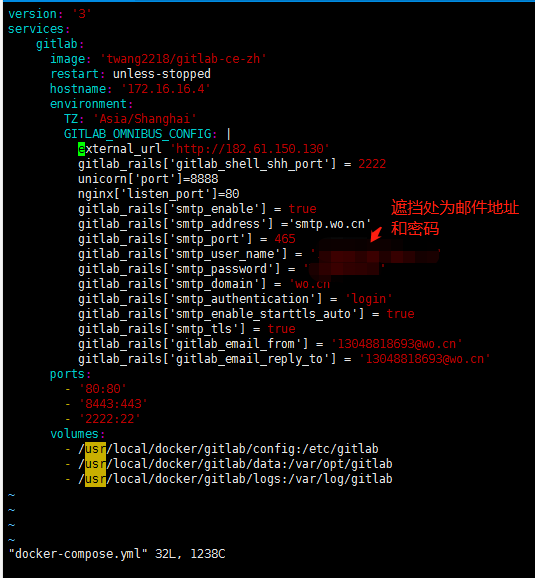 version: '3'
services:
    gitlab:
      image: 'twang2218/gitlab-ce-zh'
      restart: unless-stopped
      hostname: '172.16.16.4'
      environment:
        TZ: 'Asia/Shanghai'
        GITLAB_OMNIBUS_CONFIG: |
          external_url 'http://182.61.150.130'
          gitlab_rails['gitlab_shell_shh_port'] = 2222
          unicorn['port']=8888
          nginx['listen_port']=80
          gitlab_rails['smtp_enable'] = true
          gitlab_rails['smtp_address'] ='smtp.wo.cn'
          gitlab_rails['smtp_port'] = 465
          gitlab_rails['smtp_user_name'] = ' '
          gitlab_rails['smtp_password'] = ' '
          gitlab_rails['smtp_domain'] = 'wo.cn'
          gitlab_rails['smtp_authentication'] = 'login'
          gitlab_rails['smtp_enable_starttls_auto'] = true
          gitlab_rails['smtp_tls'] = true
          gitlab_rails['gitlab_email_from'] = '13048818693@wo.cn'
          gitlab_rails['gitlab_email_reply_to'] = '13048818693@wo.cn'
      ports:
        - '80:80'
        - '8443:443'
        - '2222:22'
      volumes:
        - /usr/local/docker/gitlab/config:/etc/gitlab
        - /usr/local/docker/gitlab/data:/var/opt/gitlab
        - /usr/local/docker/gitlab/logs:/var/log/gitlab
~
~
~
~
"docker-compose.yml" 32L, 1238C
遮挡处为邮件地址
和密码